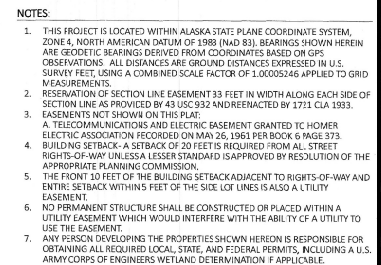 NOTES:
1. THIS PROJECT IS LOCATED WITHIN ALASKA STATE PLANE COORDINATE SYSTEM,
ZONE 4, NORTH AMERICAN DATUM OF 1983 (NAD 83). BEARINGS SHOWN HEREIN
ARE GEODETIC BEARINGS DERIVED FROM COORDINATES BASED ON GPS
OBSERVATIONS. ALL DISTANCES ARE GROUND DISTANCES EXPRESSED IN U.S.
SURVEY FEET, USING A COMBINED SCALE FACTOR OF 1.00005246 APPLIED TO GRID
MEASUREMENTS.
2. RESERVATION OF SECTION LINE EASEMENT 33 FEET IN WIDTH ALONG EACH SIDE OF
SECTION LINE AS PROVIDED BY 43 USC 932 AND REENACTED BY 1721 CLA 1933.
3. EASEMENTS NOT SHOWN ON THIS PLAT:
A. TELECOMMUNICATIONS AND ELECTRIC EASEMENT GRANTED TO HOMER
ELECTRIC ASSOCIATION RECORDED ON MAY 26, 1961 PER BOOK 6 PAGE 373.
4. BUILDING SETBACK- A SETBACK OF 20 FEET IS REQUIRED FROM ALL STREET
RIGHTS-OF-WAY UNLESS A LESSER STANDARD IS APPROVED BY RESOLUTION OF THE
APPROPRIATE PLANNING COMMISSION.
5. THE FRONT 10 FEET OF THE BUILDING SETBACK ADJACENT TO RIGHTS-OF-WAY AND
ENTIRE SETBACK WITHIN 5 FEET OF THE SIDE LOT LINES IS ALSO A UTILITY
EASEMENT.
6. NO PERMANENT STRUCTURE SHALL BE CONSTRUCTED OR PLACED WITHIN A
UTILITY EASEMENT WHICH WOULD INTERFERE WITH THE ABILITY OF A UTILITY TO
USE THE EASEMENT.
7. ANY PERSON DEVELOPING THE PROPERTIES SHOWN HEREON IS RESPONSIBLE FOR
OBTAINING ALL REQUIRED LOCAL, STATE, AND FEDERAL PERMITS, INCLUDING A U.S.
ARMY CORPS OF ENGINEERS WETLAND DETERMINATION IF APPLICABLE.